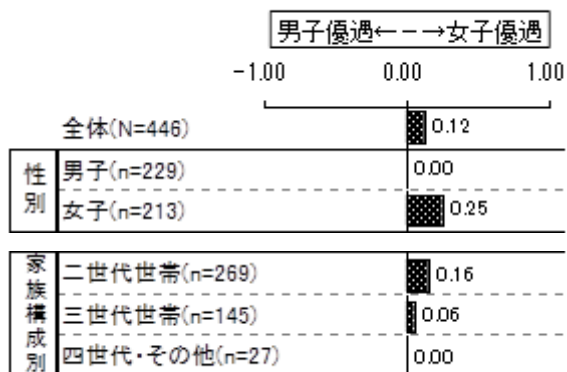 男子優遇←−−→女子優遇
−1.00 0.00 1.00
全体(N=446) 0.12
性別
男子(n=229) 0.00
女子(n=213) 0.25
家族構成別
二世代世帯(n=269) 0.16
三世代世帯(n=145) 0.06
四世代・その他(n=27) 0.00